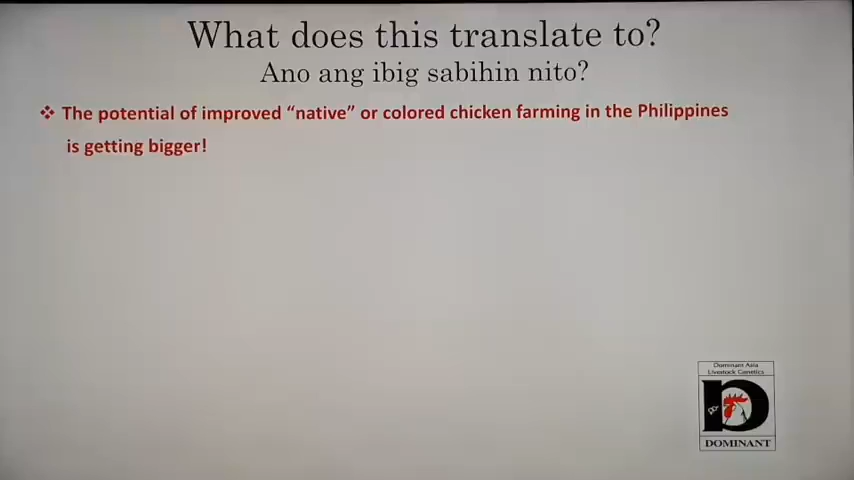 What does this translate to?
Ano ang ibig sabihin nito?
❖ The potential of improved “native” or colored chicken farming in the Philippines
is getting bigger!
Dominant Asia
Livestock Genetics
D
DOMINANT